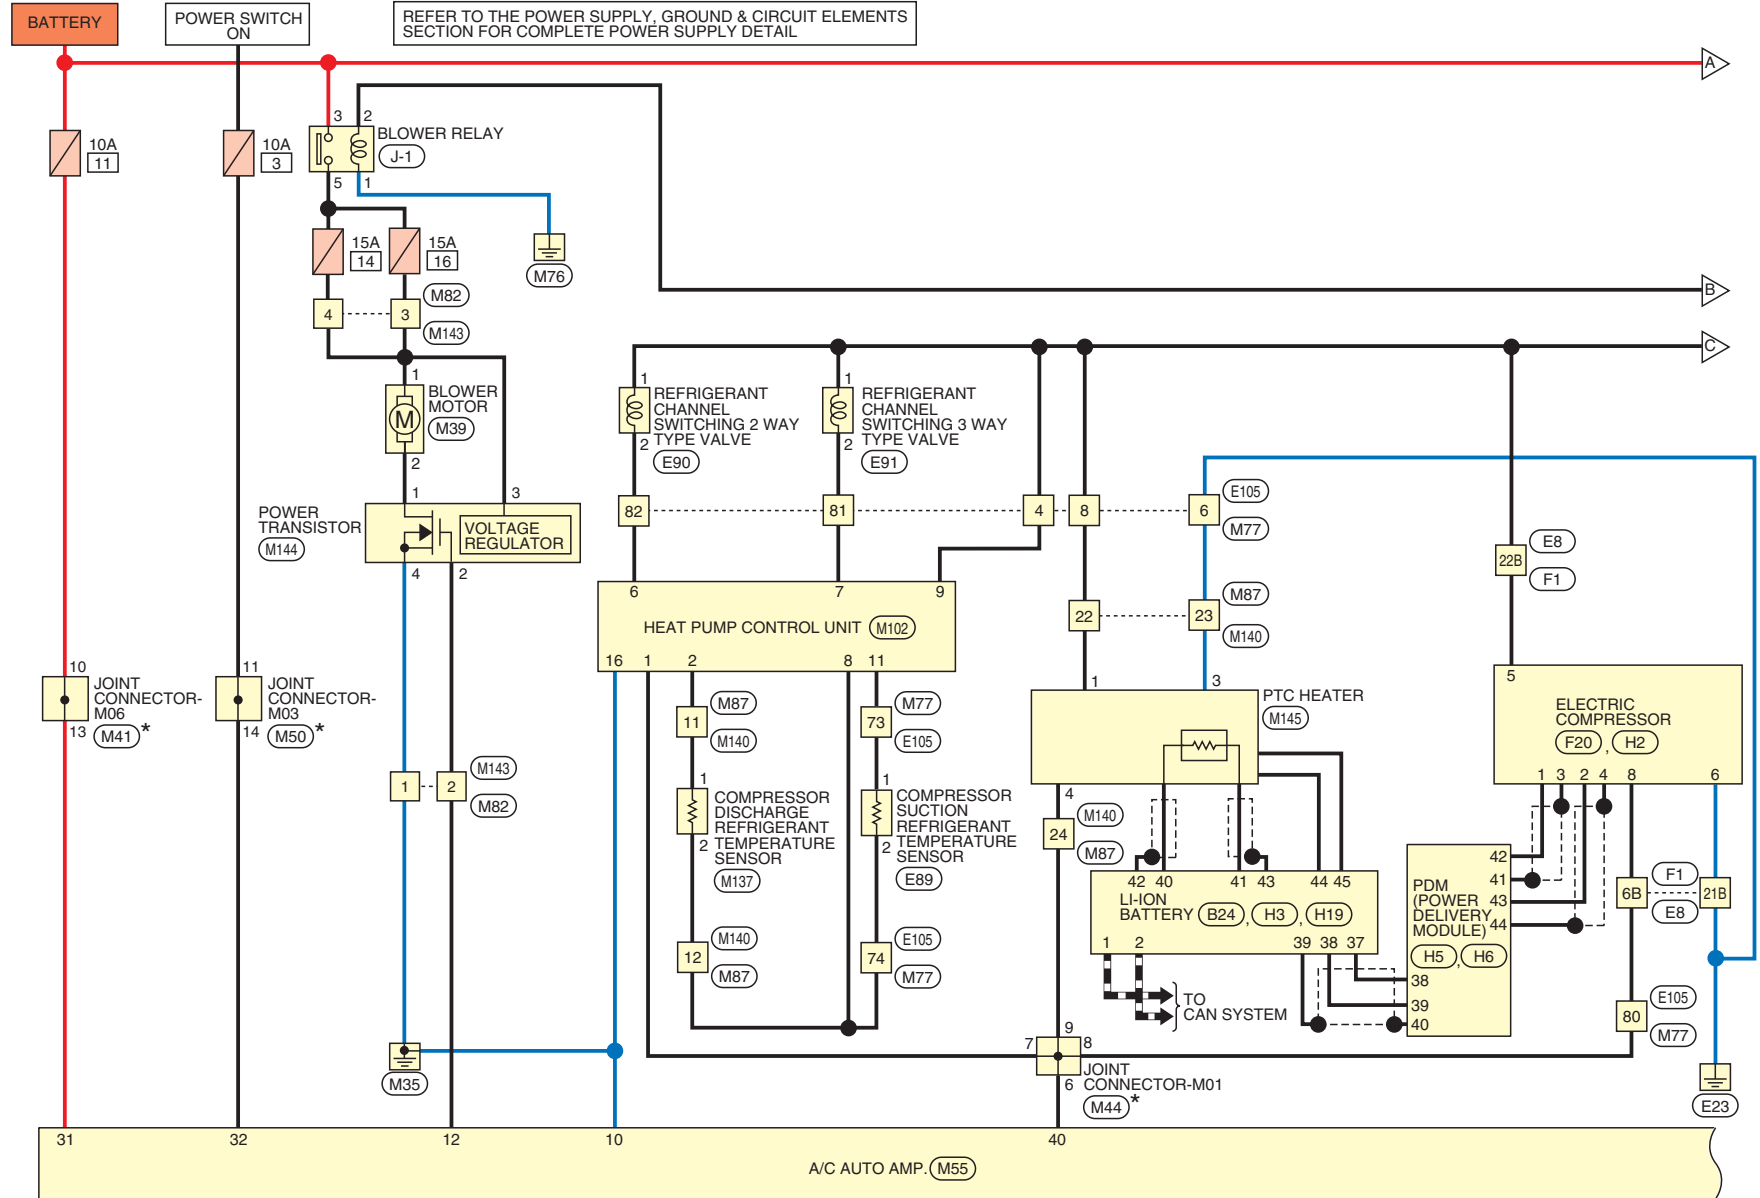 BATTERY
POWER SWITCH
ON
REFER TO THE POWER SUPPLY, GROUND & CIRCUIT ELEMENTS
SECTION FOR COMPLETE POWER SUPPLY DETAIL
A
3 2
BLOWER RELAY
J-1
10A
11
10A
3
5 1
15A
14
15A
16
M76
B
4
3
M82
M143
C
1
BLOWER
MOTOR
M
M39
2
1
REFRIGERANT
CHANNEL
SWITCHING 2 WAY
TYPE VALVE
2
E90
1
REFRIGERANT
CHANNEL
SWITCHING 3 WAY
TYPE VALVE
2
E91
1 3
POWER
TRANSISTOR
M144
VOLTAGE
REGULATOR
4 2
82
81
4
8
6
E105
M77
22B
E8
F1
6 7 9
HEAT PUMP CONTROL UNIT M102
16 1 2 8 11
22
23
M87
M140
1 3
PTC HEATER
M145
4
5
ELECTRIC
COMPRESSOR
F20 , H2
1 3 2 4 8 6
10
JOINT
CONNECTOR-
M06
13
M41 *
11
JOINT
CONNECTOR-
M03
14
M50 *
11
M87
M140
73
M77
E105
1
2
M143
M82
1
COMPRESSOR
DISCHARGE
REFRIGERANT
TEMPERATURE
SENSOR
2
M137
1
COMPRESSOR
SUCTION
REFRIGERANT
TEMPERATURE
SENSOR
2
E89
24
M140
M87
42 40 41 43 44 45
LI-ION
BATTERY B24 , H3 , H19
1 2 39 38 37
TO
CAN SYSTEM
42
41
43
44
PDM
(POWER
DELIVERY
MODULE)
H5 , H6
38
39
40
6B
F1
E8
21B
12
M140
M87
74
E105
M77
80
E105
M77
9
7
8
6
JOINT
CONNECTOR-M01
M44 *
M35
E23
31 32 12 10 40
A/C AUTO AMP. M55